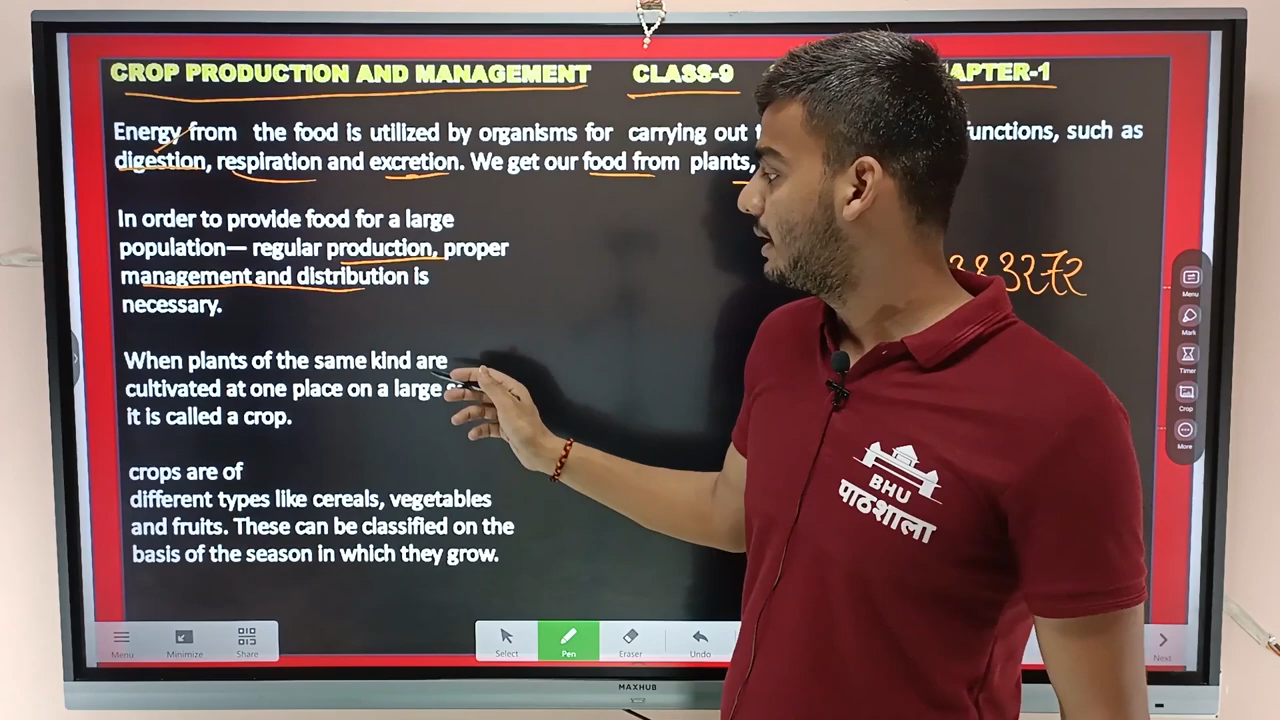 CROP PRODUCTION AND MANAGEMENT CLASS-9 APTER-1
Energy from the food is utilized by organisms for carrying out functions, such as
digestion, respiration and excretion. We get our food from plants,
In order to provide food for a large
population— regular production, proper
management and distribution is
necessary.
When plants of the same kind are
cultivated at one place on a large
it is called a crop.
crops are of
different types like cereals, vegetables
and fruits. These can be classified on the
basis of the season in which they grow.
83272
Menu
Mark
Timer
Crop
More
BHU
पाठशाला
Menu Minimize Share Select Pen Eraser Undo Next
MAXHUB